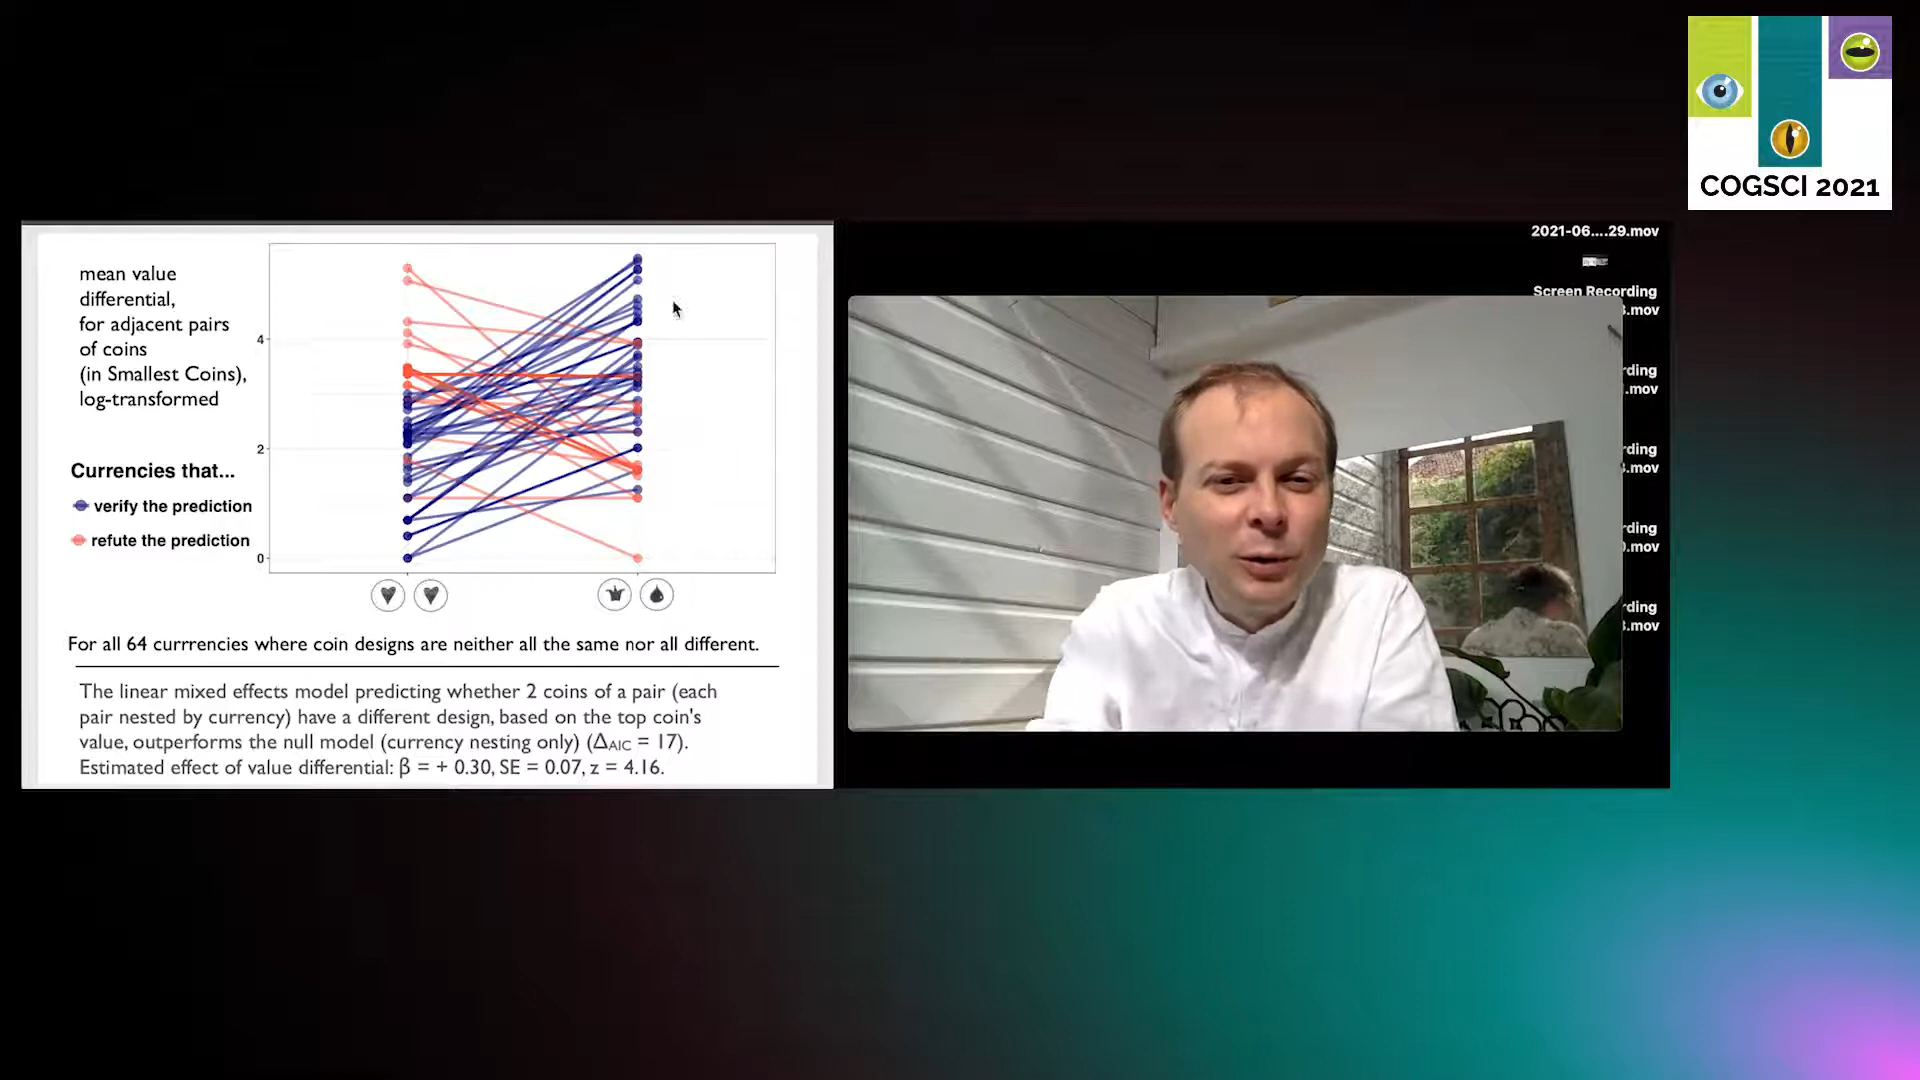 COGSCI 2021
mean value
differential,
for adjacent pairs
of coins
(in Smallest Coins),
log-transformed
4
2
0
Currencies that...
verify the prediction
refute the prediction
For all 64 currrencies where coin designs are neither all the same nor all different.
The linear mixed effects model predicting whether 2 coins of a pair (each
pair nested by currency) have a different design, based on the top coin's
value, outperforms the null model (currency nesting only) (ΔAIC = 17).
Estimated effect of value differential: β = + 0.30, SE = 0.07, z = 4.16.
2021-06....29.mov
Screen Recording
.mov
rding
.mov
rding
.mov
rding
.mov
rding
.mov